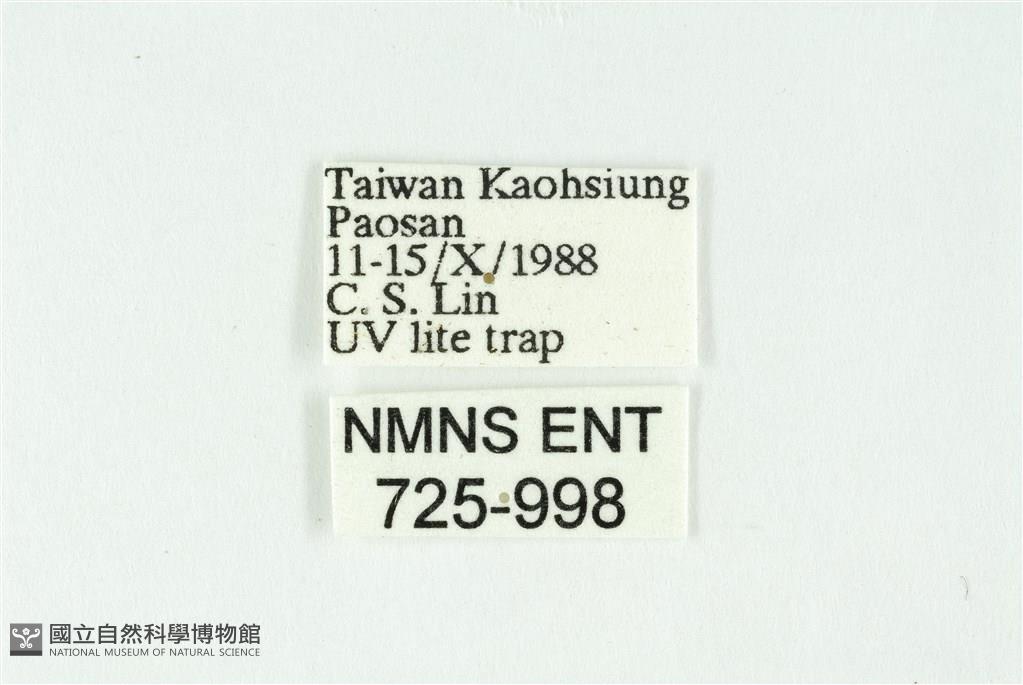 Taiwan Kaohsiung
Paosan
11-15/X/1988
C. S. Lin
UV lite trap
NMNS ENT
725-998
國立自然科學博物館
NATIONAL MUSEUM OF NATURAL SCIENCE